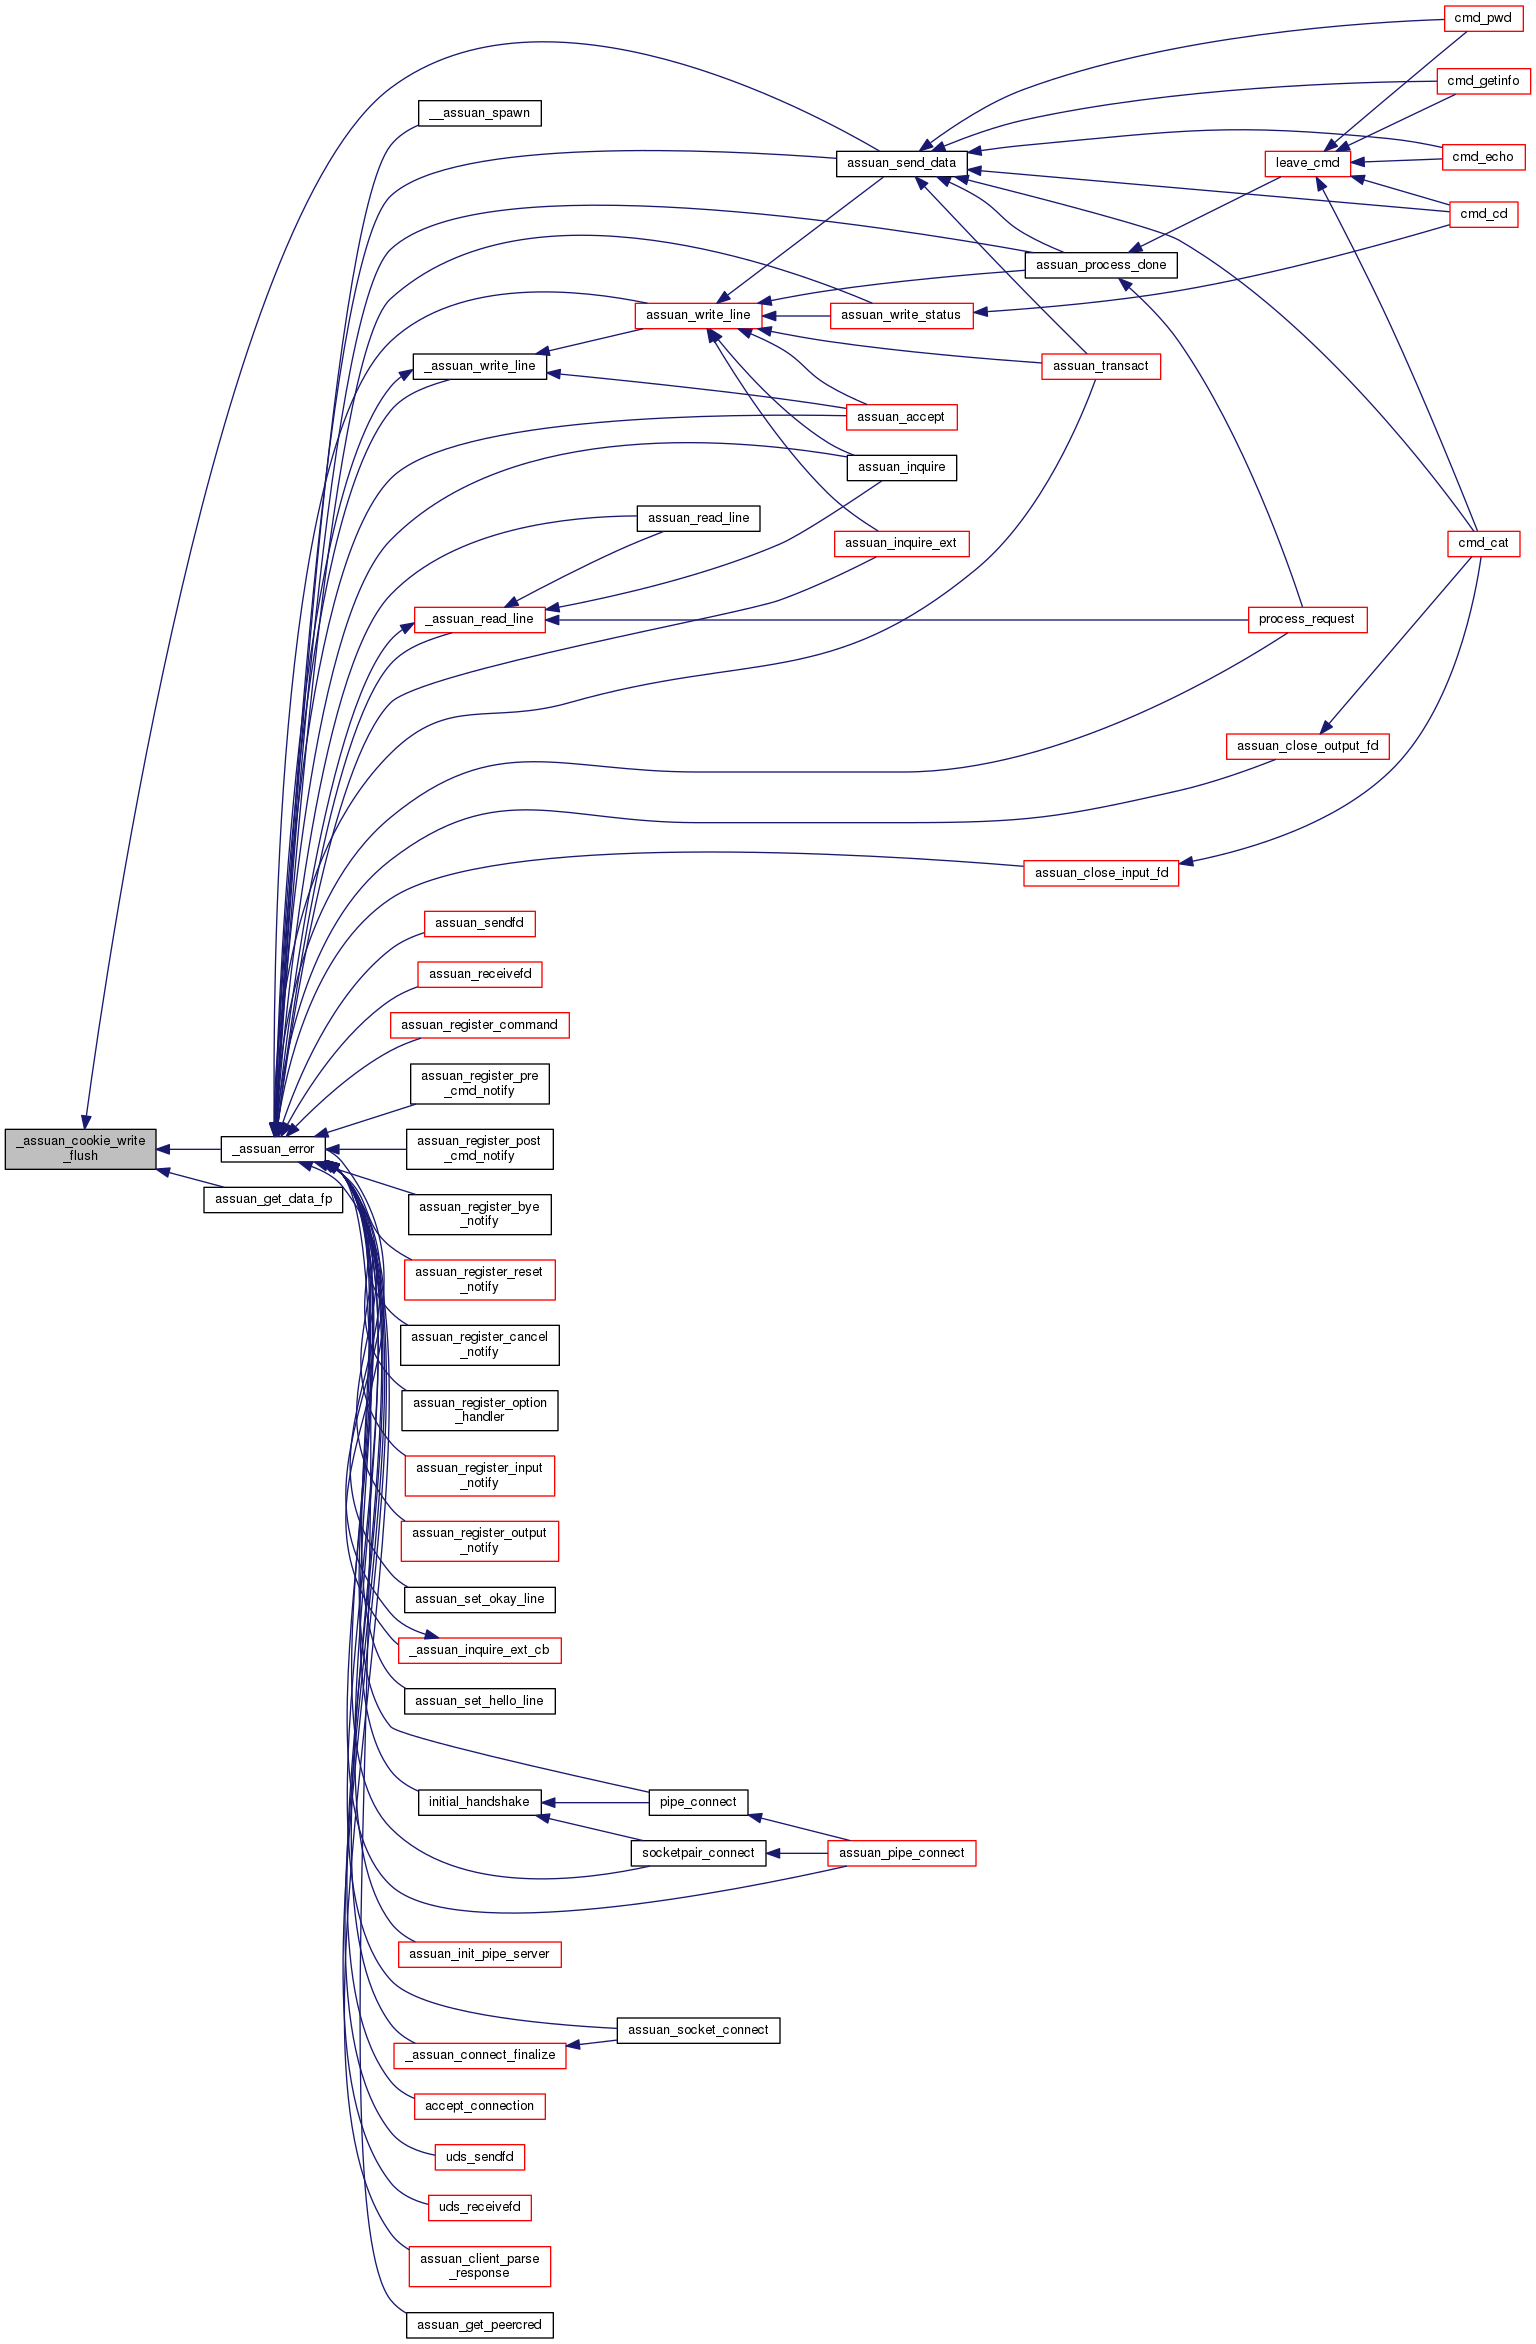 cmd_pwd
cmd_getinfo
__assuan_spawn
cmd_echo
assuan_send_data
leave_cmd
cmd_cd
assuan_process_done
assuan_write_line
assuan_write_status
_assuan_write_line
assuan_transact
assuan_accept
assuan_inquire
assuan_read_line
assuan_inquire_ext
cmd_cat
_assuan_read_line
process_request
assuan_close_output_fd
assuan_close_input_fd
assuan_sendfd
assuan_receivefd
assuan_register_command
assuan_register_pre
_cmd_notify
_assuan_cookie_write
_flush
_assuan_error
assuan_register_post
_cmd_notify
assuan_get_data_fp
assuan_register_bye
_notify
assuan_register_reset
_notify
assuan_register_cancel
_notify
assuan_register_option
_handler
assuan_register_input
_notify
assuan_register_output
_notify
assuan_set_okay_line
_assuan_inquire_ext_cb
assuan_set_hello_line
initial_handshake
pipe_connect
socketpair_connect
assuan_pipe_connect
assuan_init_pipe_server
assuan_socket_connect
_assuan_connect_finalize
accept_connection
uds_sendfd
uds_receivefd
assuan_client_parse
_response
assuan_get_peercred